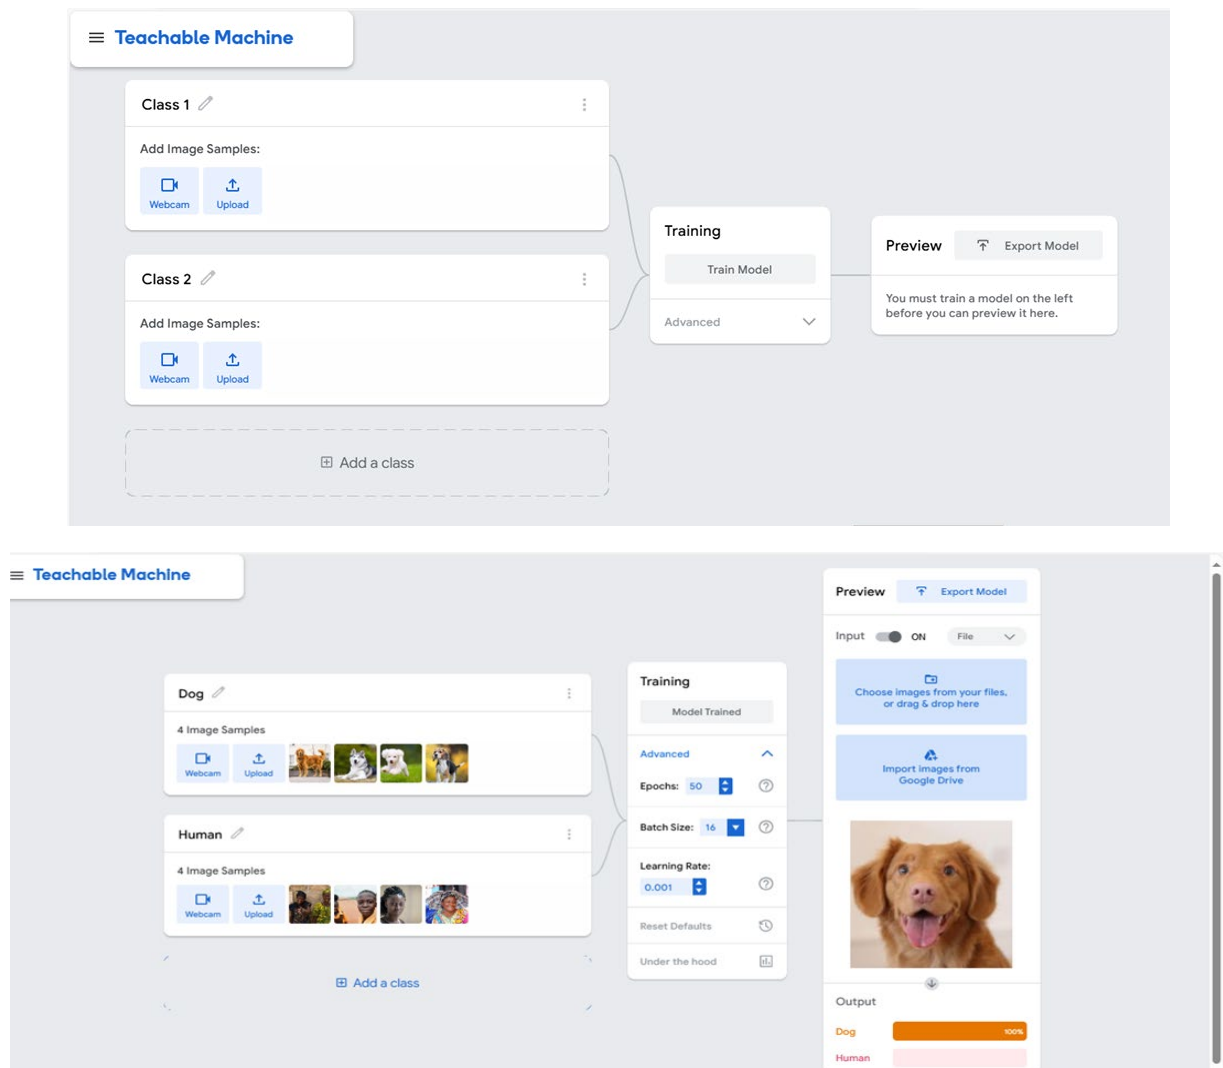 Teachable Machine
Class 1
Add Image Samples:
Webcam
Upload
Class 2
Add Image Samples:
Webcam
Upload
Add a class
Training
Train Model
Advanced
Preview
Export Model
You must train a model on the left
before you can preview it here.
Teachable Machine
Dog
4 Image Samples
Webcam
Upload
Human
4 Image Samples
Webcam
Upload
Add a class
Training
Model Trained
Advanced
Epochs: 50
Batch Size: 16
Learning Rate:
0.001
Reset Defaults
Under the hood
Preview
Export Model
Input ON File
Choose images from your files,
or drag & drop here
Import images from
Google Drive
Output
Dog 100%
Human